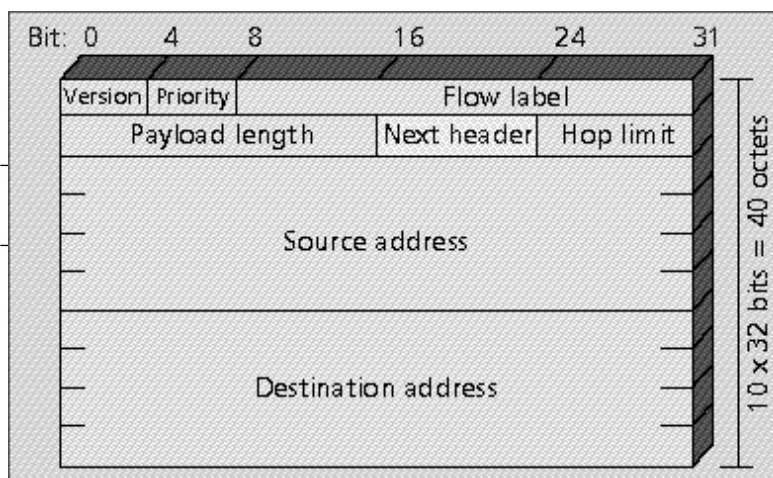 Bit: 0 4 8 16 24 31
Version Priority Flow label
Payload length Next header Hop limit
Source address
Destination address
10 x 32 bits = 40 octets